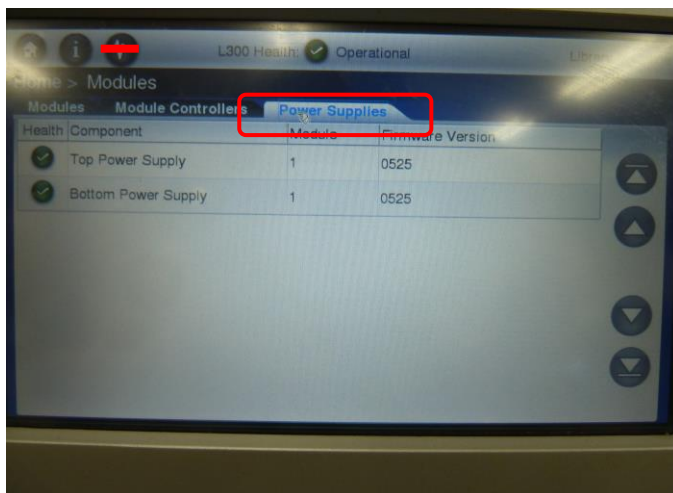 L300 Health: Operational
Home > Modules
Modules Module Controllers Power Supplies
Health Component Module Firmware Version
Top Power Supply 1 0525
Bottom Power Supply 1 0525